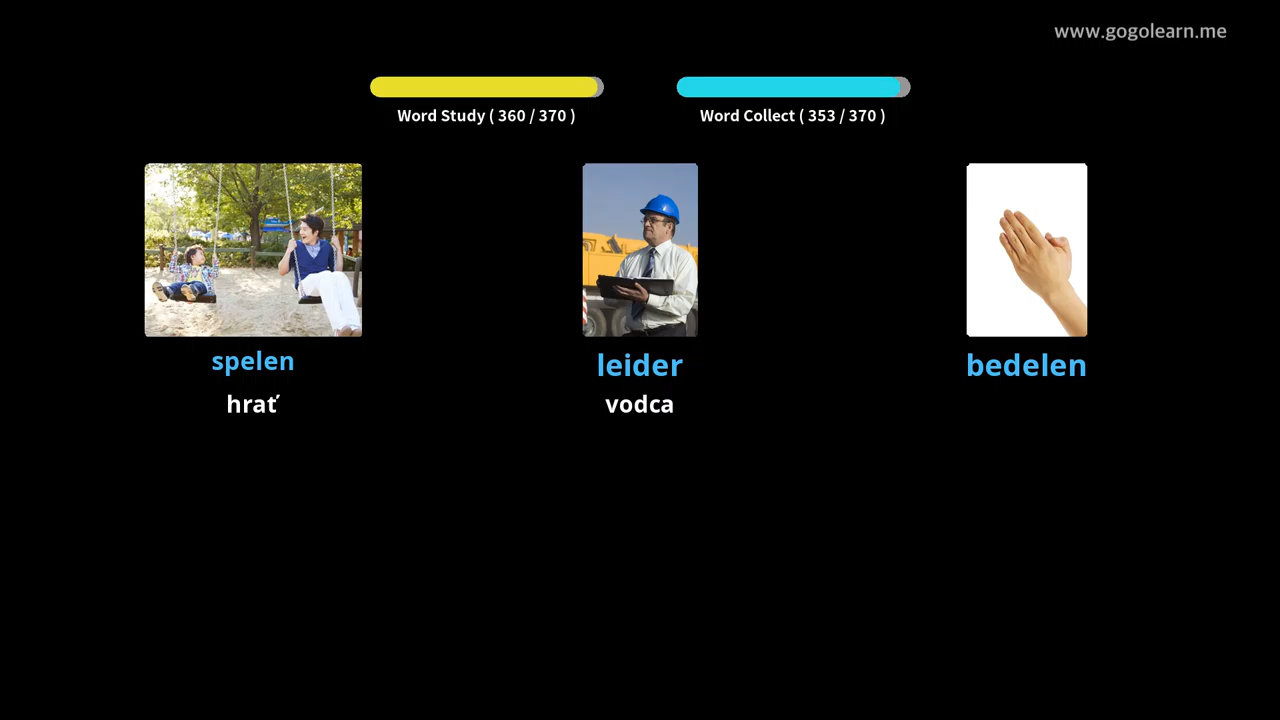 www.gogolearn.me
Word Study ( 360 / 370 )
Word Collect ( 353 / 370 )
spelen
leider
bedelen
hrať
vodca